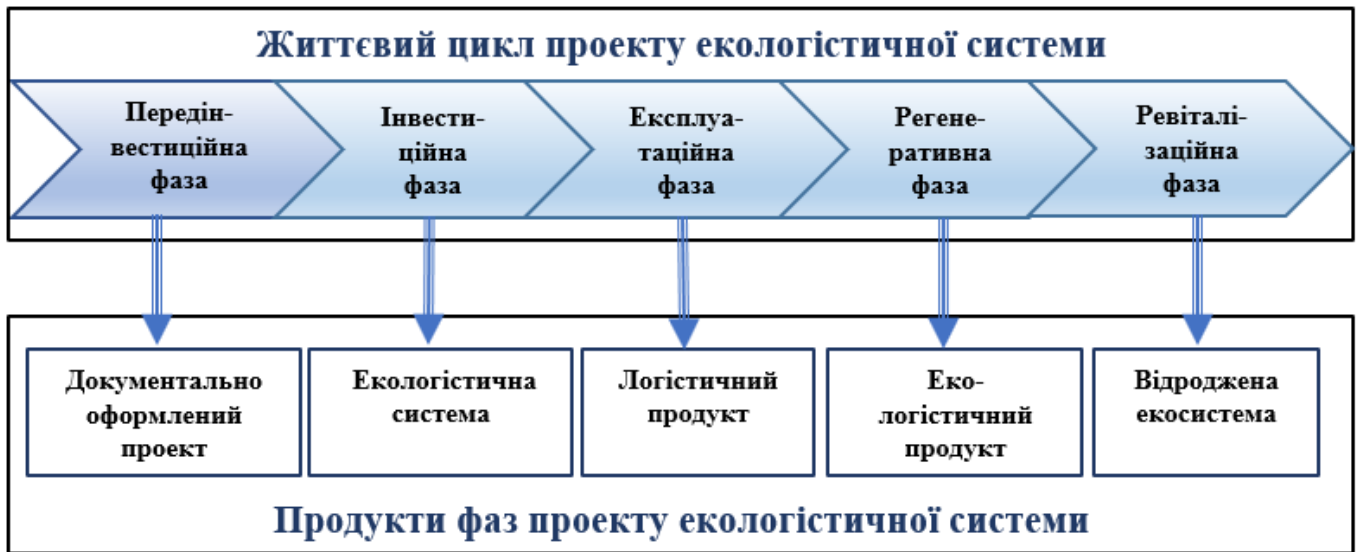 Життєвий цикл проекту екологістичної системи
Передін-
вестиційна
фаза
Інвести-
ційна
фаза
Експлуа-
таційна
фаза
Регене-
ративна
фаза
Ревіталі-
заційна
фаза
Документально
оформлений
проект
Екологістична
система
Логістичний
продукт
Еко-
логістичний
продукт
Відроджена
екосистема
Продукти фаз проекту екологістичної системи